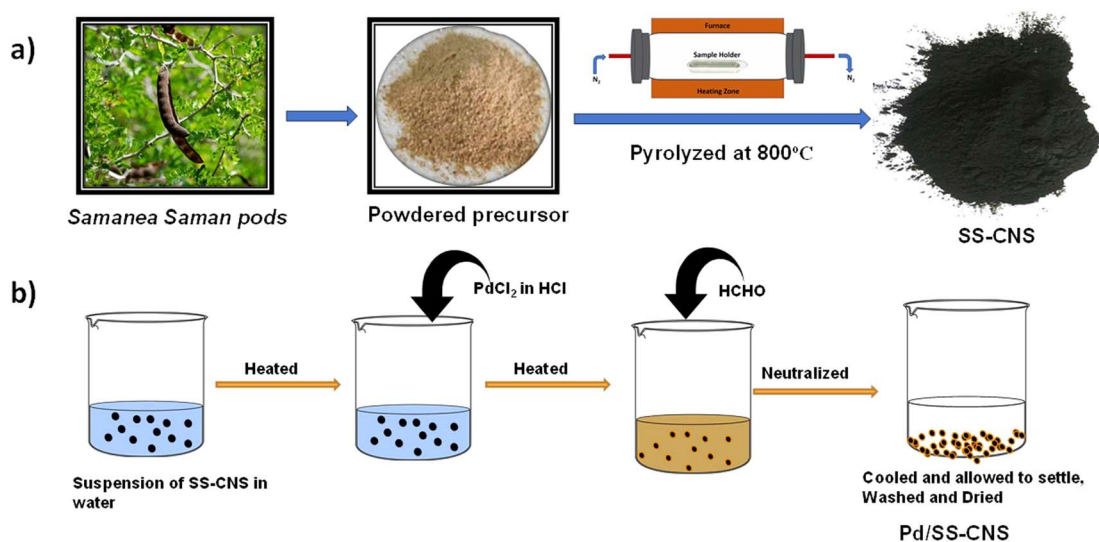 a)
Furnace
Sample Holder
N2
N2
Heating Zone
Pyrolyzed at 800°C
Samanea Saman pods
Powdered precursor
SS-CNS
b)
PdCl2 in HCl
HCHO
Heated
Heated
Neutralized
Suspension of SS-CNS in
water
Cooled and allowed to settle,
Washed and Dried
Pd/SS-CNS